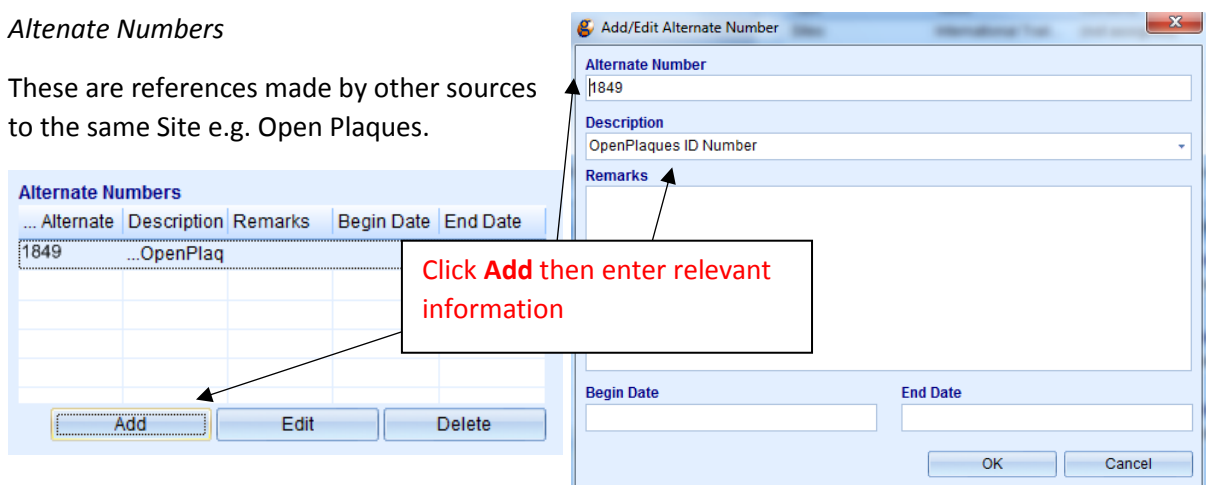 Altenate Numbers
These are references made by other sources
to the same Site e.g. Open Plaques.
Alternate Numbers
... Alternate Description Remarks Begin Date End Date
1849 ...OpenPlaq
Add Edit Delete
Click Add then enter relevant
information
Add/Edit Alternate Number
Alternate Number
1849
Description
OpenPlaques ID Number
Remarks
Begin Date End Date
OK Cancel